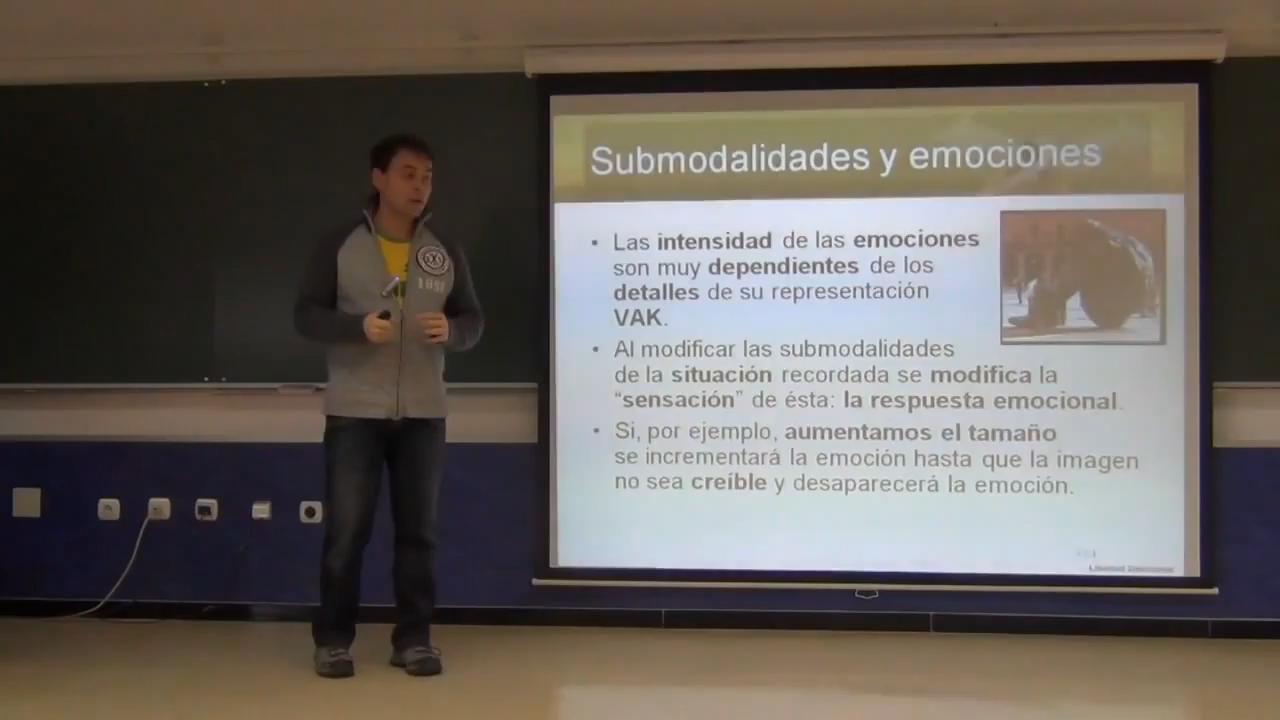 Submodalidades y emociones
• Las intensidad de las emociones
son muy dependientes de los
detalles de su representación
VAK.
• Al modificar las submodalidades
de la situación recordada se modifica la
“sensación” de ésta: la respuesta emocional.
• Si, por ejemplo, aumentamos el tamaño
se incrementará la emoción hasta que la imagen
no sea creíble y desaparecerá la emoción.